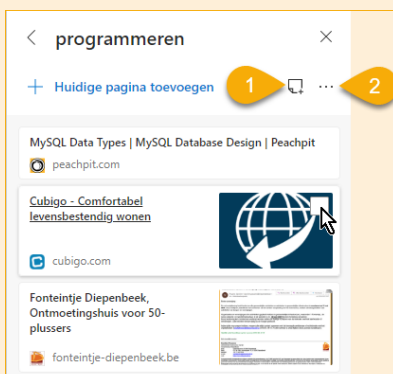 programmeren
Huidige pagina toevoegen
1
2
MySQL Data Types | MySQL Database Design | Peachpit
peachpit.com
Cubigo - Comfortabel
levensbestendig wonen
cubigo.com
Fonteintje Diepenbeek,
Ontmoetingshuis voor 50-
plussers
fonteintje-diepenbeek.be